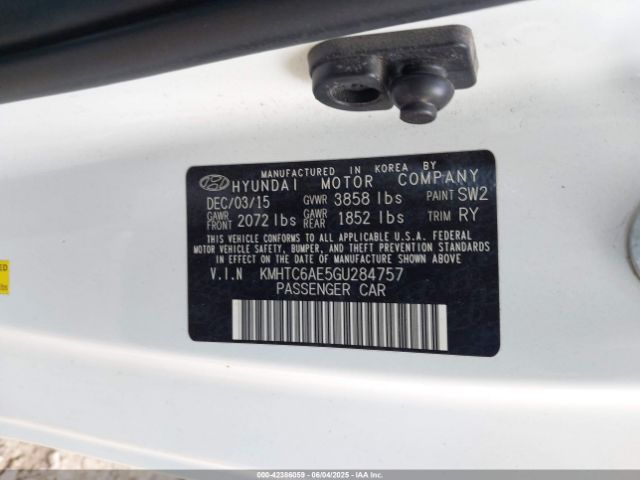 MANUFACTURED IN KOREA BY
HYUNDAI MOTOR COMPANY
DEC/03/15 GVWR 3858 lbs PAINT SW2
GAWR FRONT 2072 lbs GAWR REAR 1852 lbs TRIM RY
THIS VEHICLE CONFORMS TO ALL APPLICABLE U.S.A. FEDERAL
MOTOR VEHICLE SAFETY, BUMPER, AND THEFT PREVENTION STANDARDS
IN EFFECT ON THE DATE OF MANUFACTURE SHOWN ABOVE.
V.I.N KMHTC6AE5GU284757
PASSENGER CAR
lbs
000-42386059 - 06/04/2025 - IAAI.com